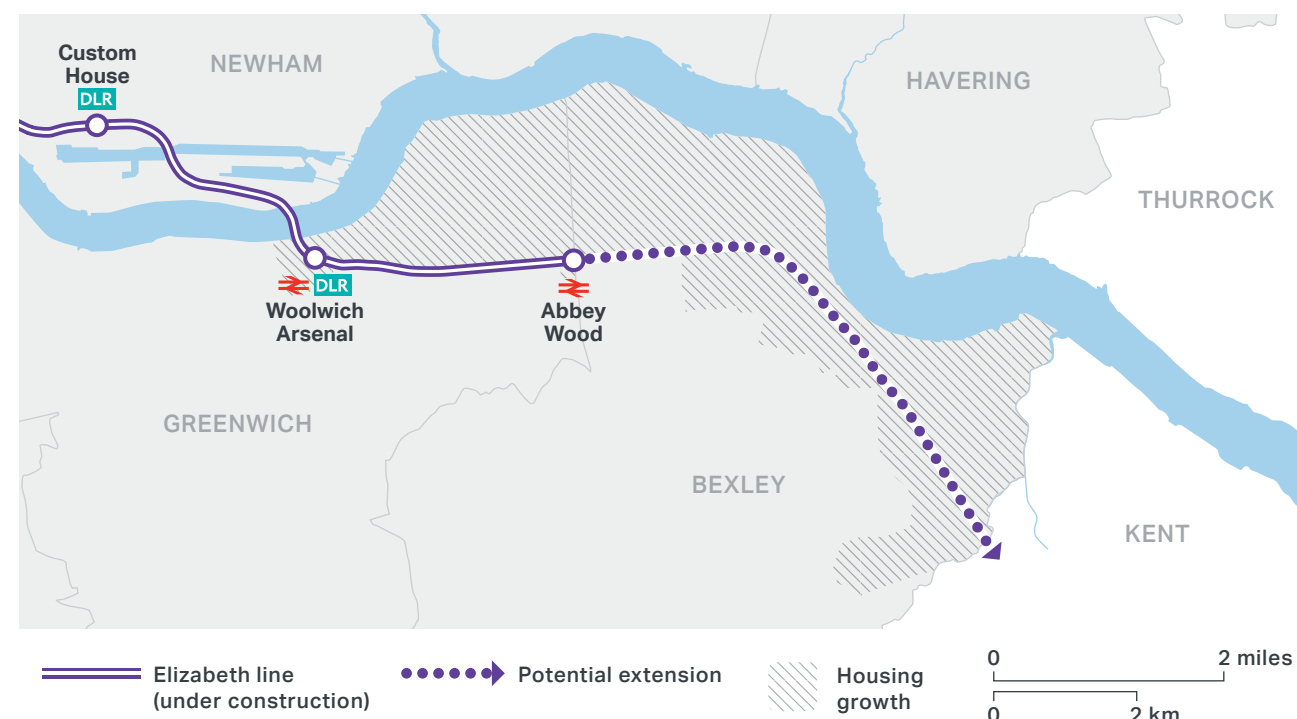 Custom
House
DLR
NEWHAM
HAVERING
THURROCK
DLR
Woolwich
Arsenal
Abbey
Wood
GREENWICH
BEXLEY
KENT
Elizabeth line
(under construction)
Potential extension
Housing
growth
0
2 miles
0
2 km